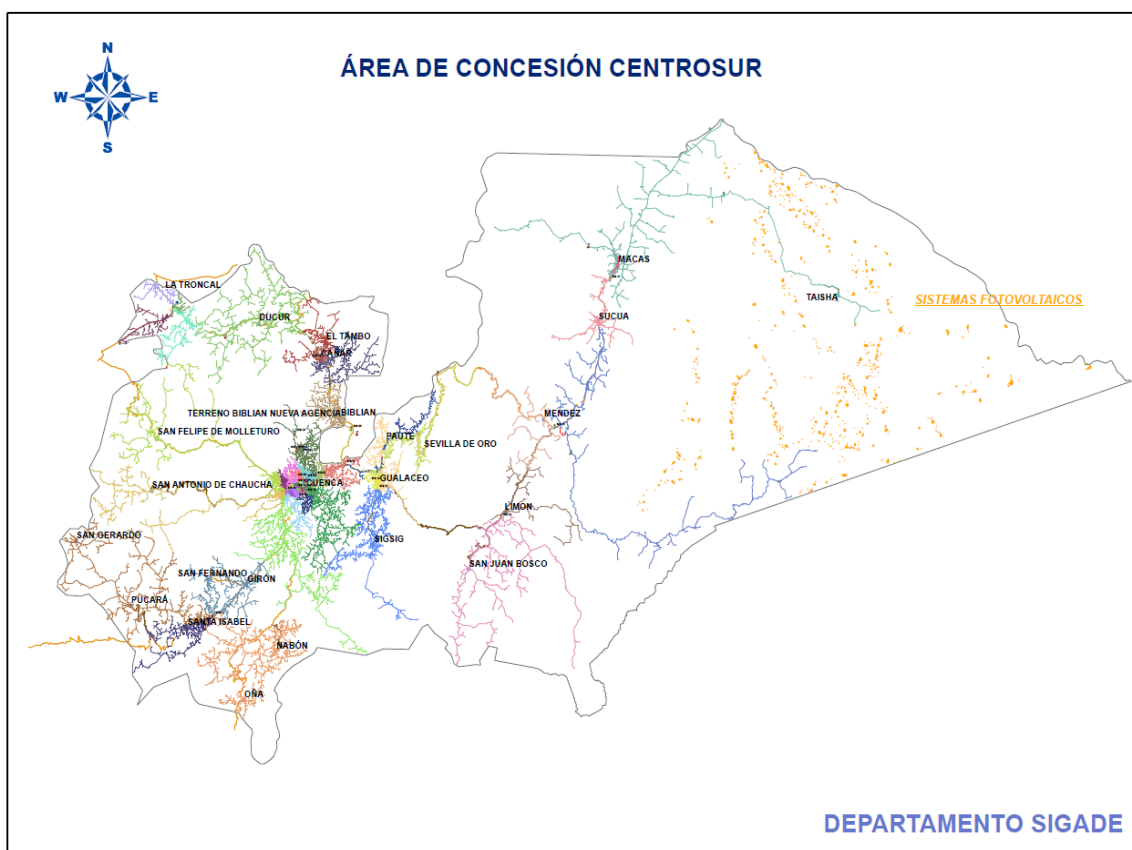 N
ÁREA DE CONCESIÓN CENTROSUR
W E
S
MACAS
LA TRONCAL
TAISHA
SISTEMAS FOTOVOLTAICOS
DUCUR
SUCUA
EL TAMBO
CAÑAR
TERRENO BIBLIAN NUEVA AGENCIA BIBLIAN
MENDEZ
SAN FELIPE DE MOLLETURO
PAUTE
SEVILLA DE ORO
GUALACEO
SAN ANTONIO DE CHAUCHA
CUENCA
LIMON
SAN GERARDO
SIGSIG
SAN JUAN BOSCO
SAN FERNANDO
GIRÓN
PUCARÁ
SANTA ISABEL
NABÓN
OÑA
DEPARTAMENTO SIGADE